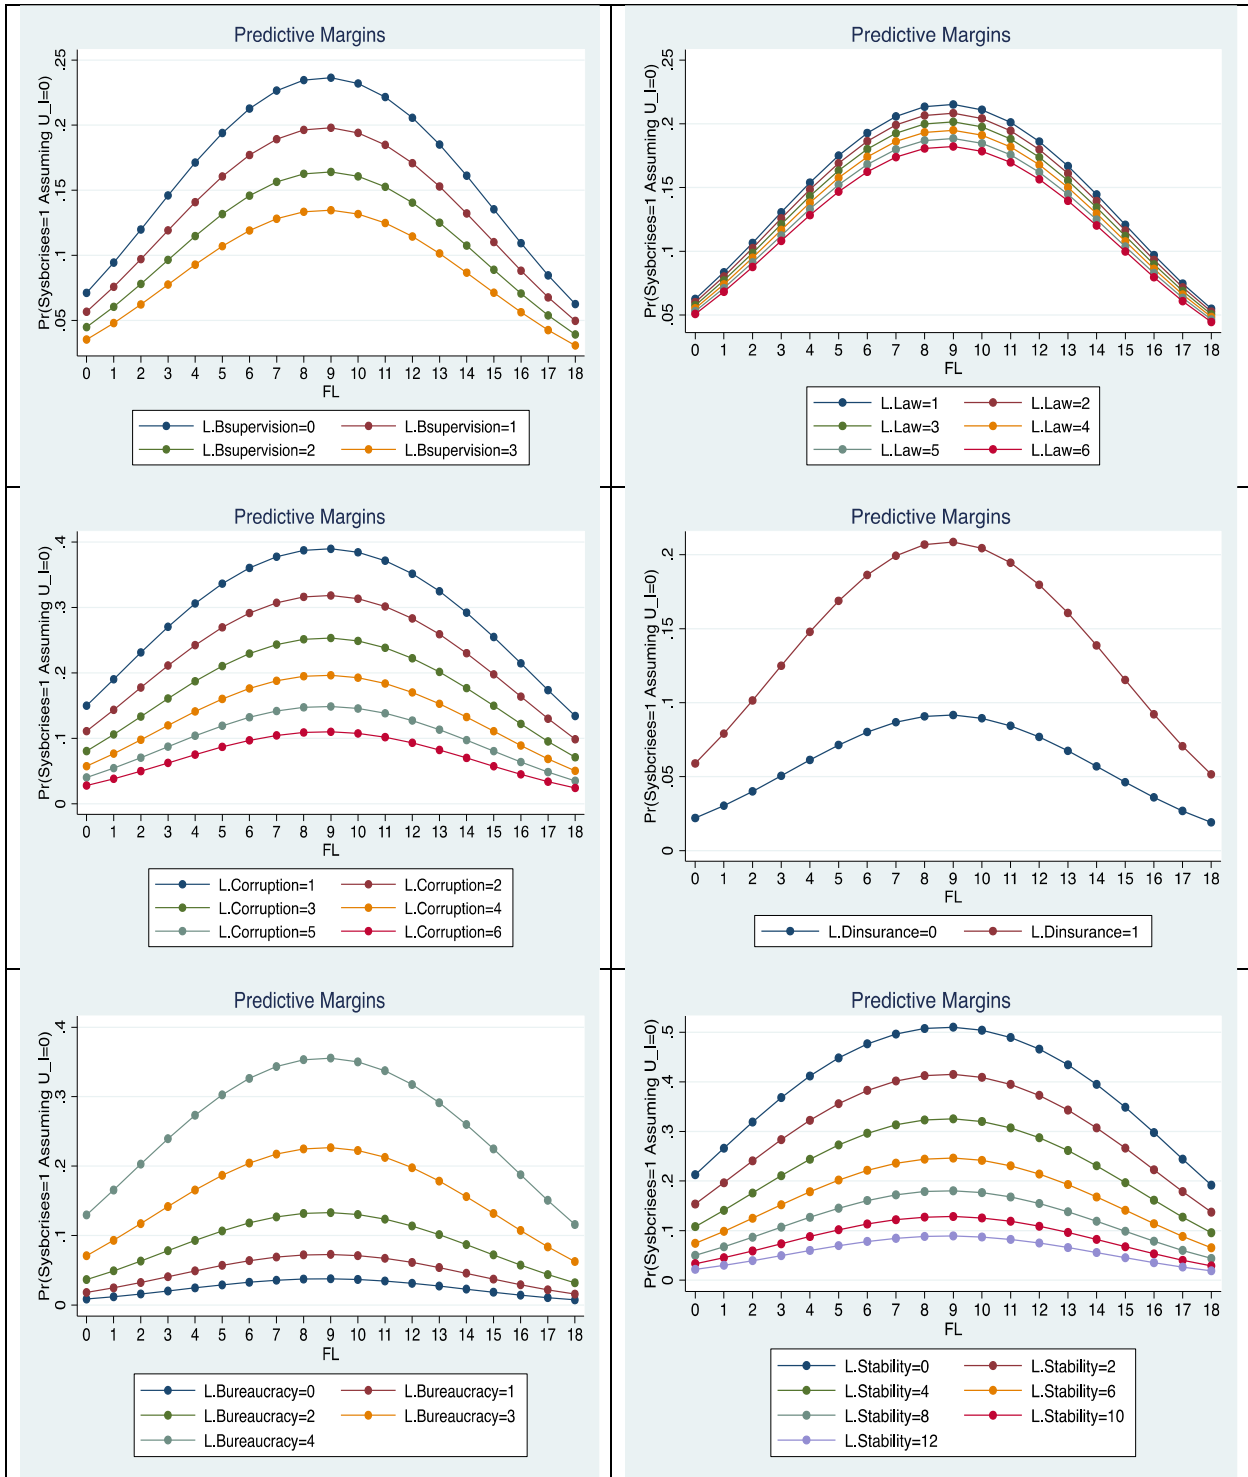 Predictive Margins
Pr(Sysbcrises=1 Assuming U_I=0)
.25
.2
.15
.1
.05
0 1 2 3 4 5 6 7 8 9 10 11 12 13 14 15 16 17 18
FL
L.Bsupervision=0 L.Bsupervision=1
L.Bsupervision=2 L.Bsupervision=3
Predictive Margins
Pr(Sysbcrises=1 Assuming U_I=0)
.25
.2
.15
.1
.05
0 1 2 3 4 5 6 7 8 9 10 11 12 13 14 15 16 17 18
FL
L.Law=1 L.Law=2
L.Law=3 L.Law=4
L.Law=5 L.Law=6
Predictive Margins
Pr(Sysbcrises=1 Assuming U_I=0)
.4
.3
.2
.1
0
0 1 2 3 4 5 6 7 8 9 10 11 12 13 14 15 16 17 18
FL
L.Corruption=1 L.Corruption=2
L.Corruption=3 L.Corruption=4
L.Corruption=5 L.Corruption=6
Predictive Margins
Pr(Sysbcrises=1 Assuming U_I=0)
.2
.15
.1
.05
0
0 1 2 3 4 5 6 7 8 9 10 11 12 13 14 15 16 17 18
FL
L.Dinsurance=0 L.Dinsurance=1
Predictive Margins
Pr(Sysbcrises=1 Assuming U_I=0)
.4
.3
.2
.1
0
0 1 2 3 4 5 6 7 8 9 10 11 12 13 14 15 16 17 18
FL
L.Bureaucracy=0 L.Bureaucracy=1
L.Bureaucracy=2 L.Bureaucracy=3
L.Bureaucracy=4
Predictive Margins
Pr(Sysbcrises=1 Assuming U_I=0)
.5
.4
.3
.2
.1
0
0 1 2 3 4 5 6 7 8 9 10 11 12 13 14 15 16 17 18
FL
L.Stability=0 L.Stability=2
L.Stability=4 L.Stability=6
L.Stability=8 L.Stability=10
L.Stability=12